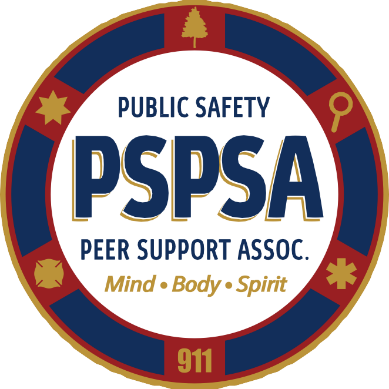 PUBLIC SAFETY
PSPSA
PEER SUPPORT ASSOC.
Mind • Body • Spirit
911